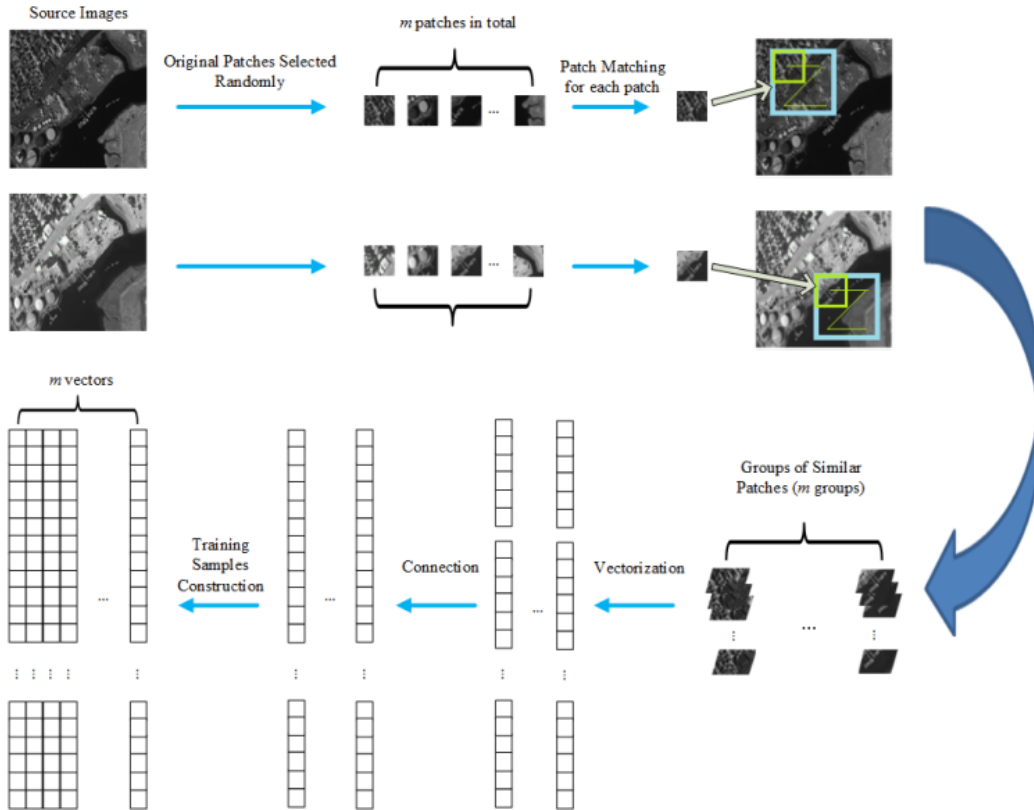 Source Images
Original Patches Selected
Randomly
m patches in total
Patch Matching
for each patch
...
...
m vectors
Groups of Similar
Patches (m groups)
Training
Samples
Construction
Connection
Vectorization
...
...
...
...